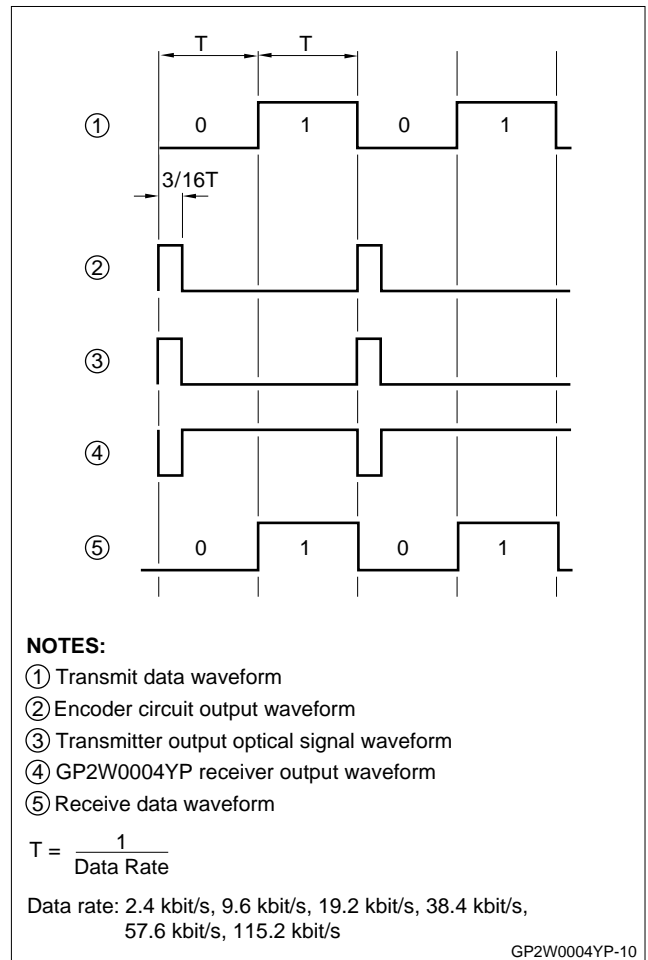 T T
① 0 1 0 1
3/16T
②
③
④
⑤ 0 1 0 1
NOTES:
① Transmit data waveform
② Encoder circuit output waveform
③ Transmitter output optical signal waveform
④ GP2W0004YP receiver output waveform
⑤ Receive data waveform
T = 1
Data Rate
Data rate: 2.4 kbit/s, 9.6 kbit/s, 19.2 kbit/s, 38.4 kbit/s,
57.6 kbit/s, 115.2 kbit/s
GP2W0004YP-10